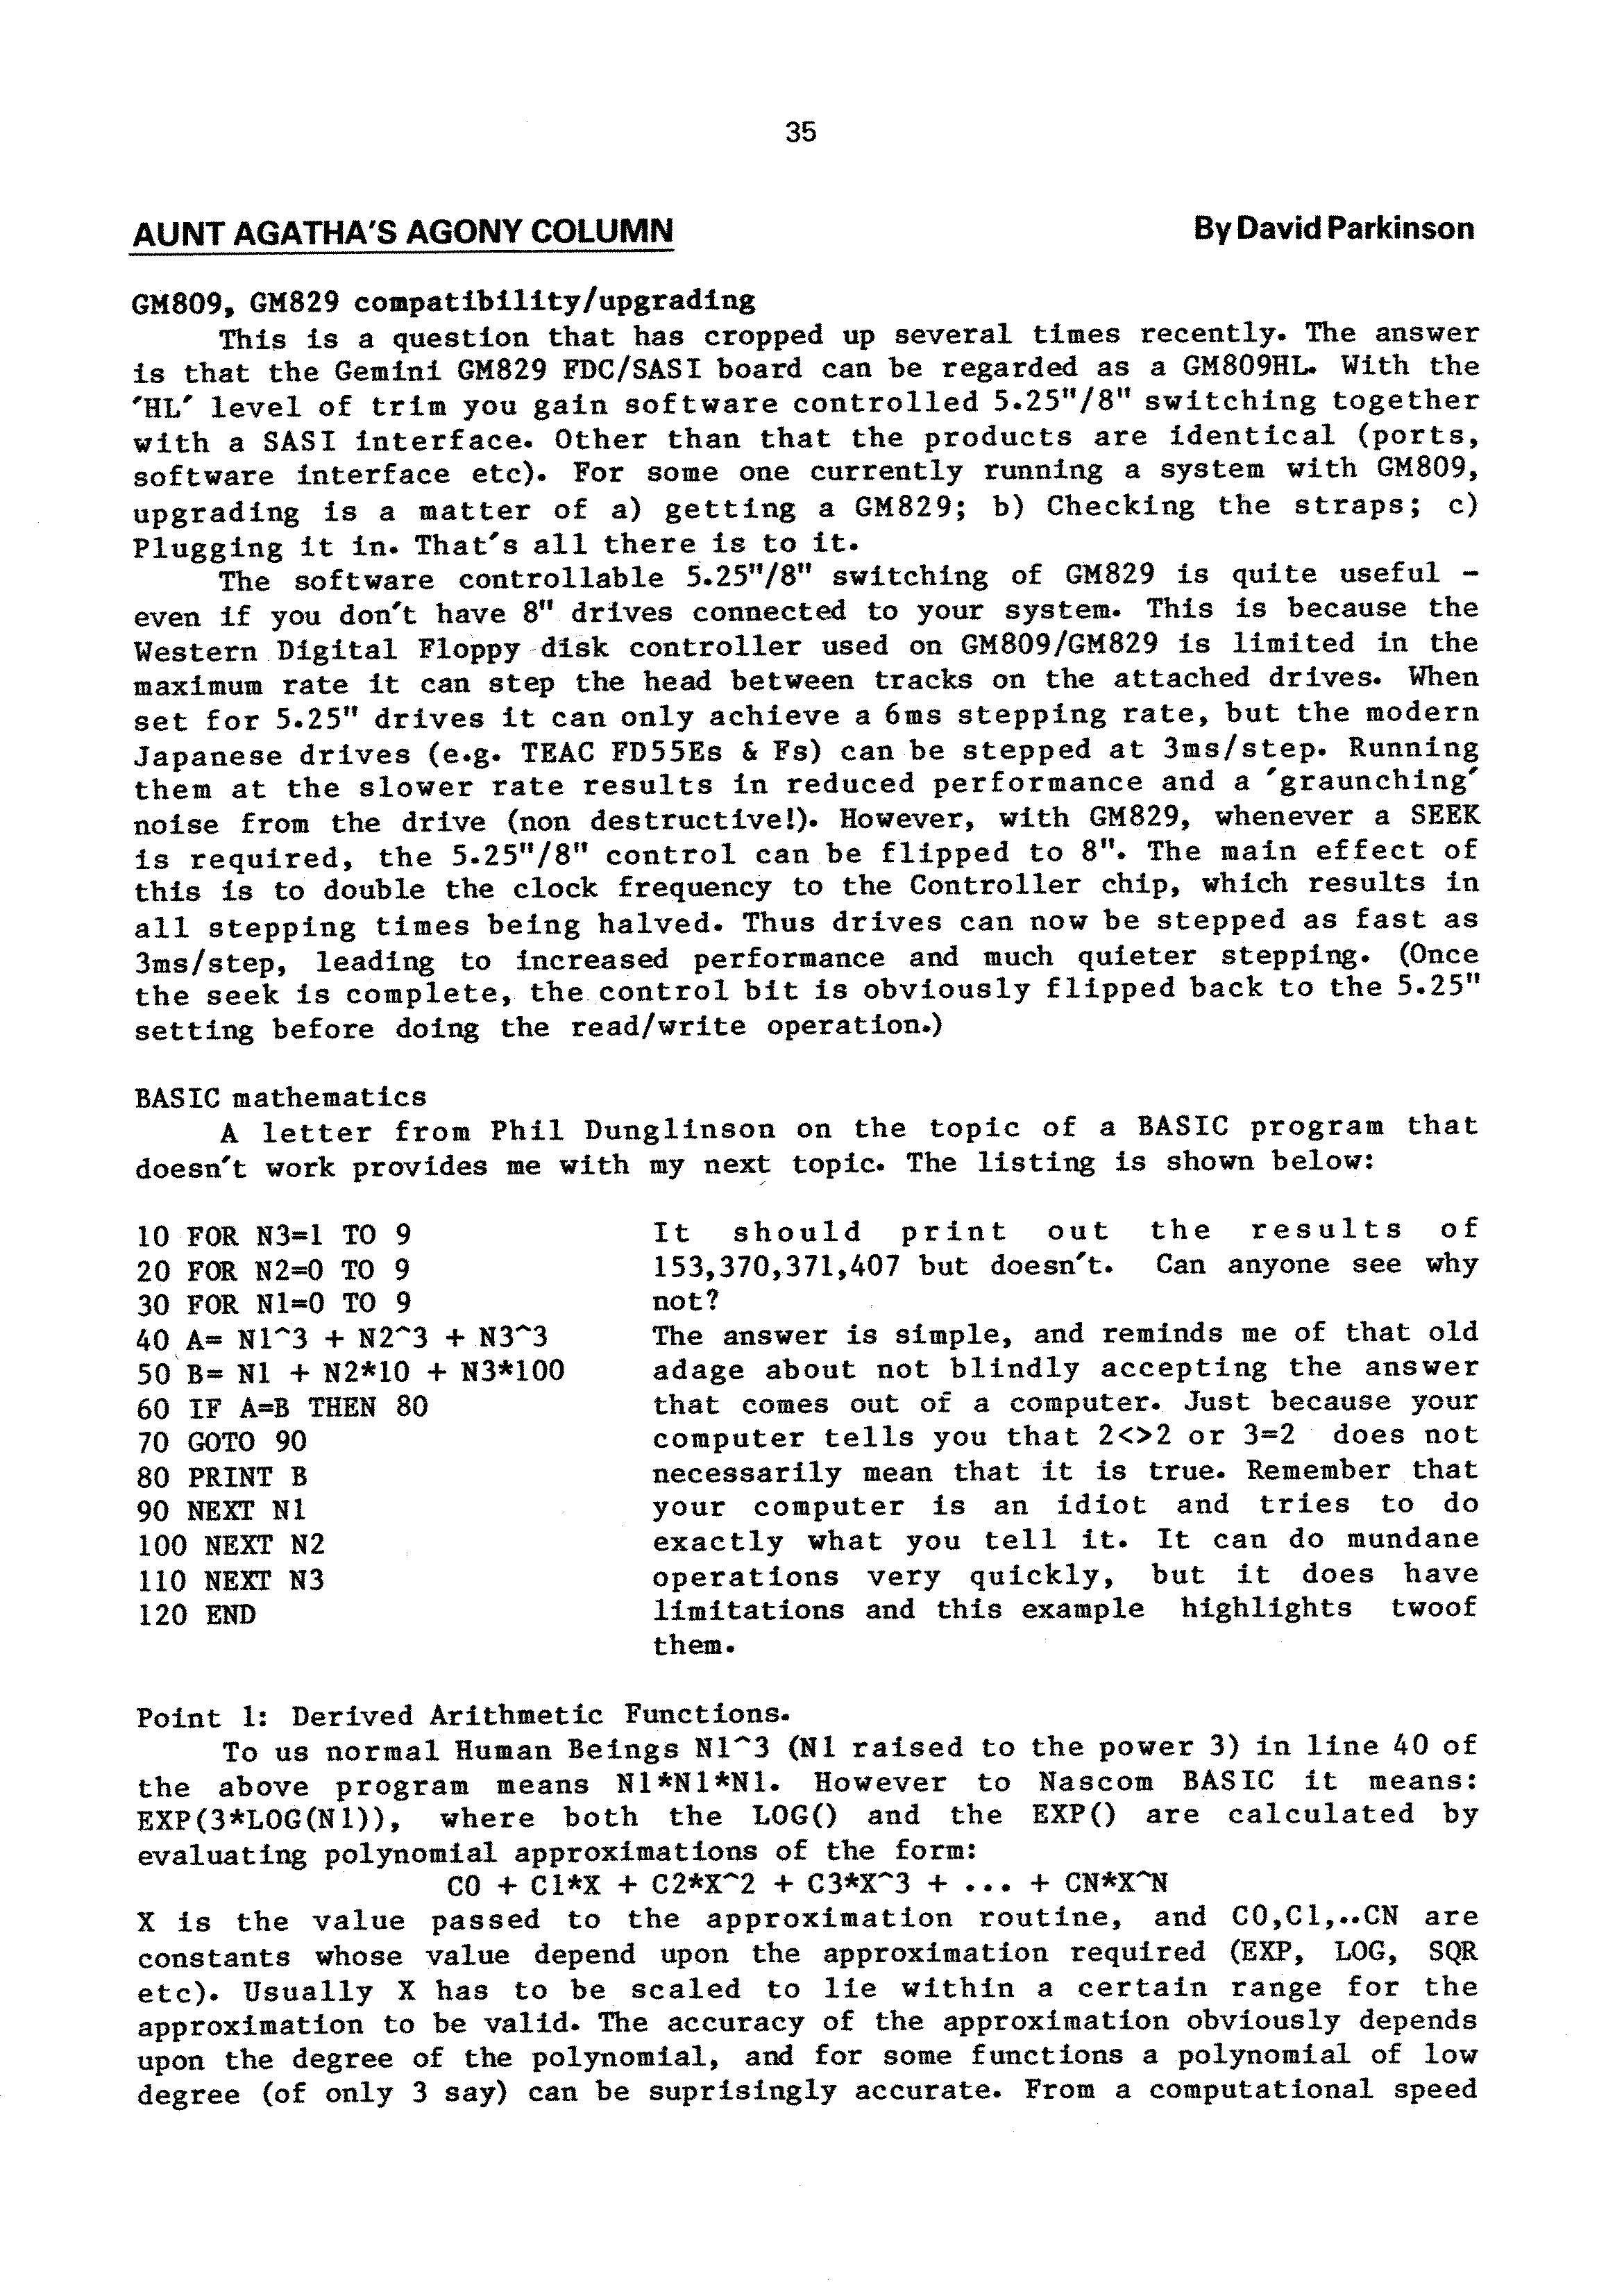 35
AUNT AGATHA'S AGONY COLUMN By David Parkinson
GM809, GM829 compatibility/upgrading
This is a question that has cropped up several times recently. The answer
is that the Gemini GM829 FDC/SASI board can be regarded as a GM809HL. With the
'HL' level of trim you gain software controlled 5.25"/8" switching together
with a SASI interface. Other than that the products are identical (ports,
software interface etc). For some one currently running a system with GM809,
upgrading is a matter of a) getting a GM829; b) Checking the straps; c)
Plugging it in. That's all there is to it.
The software controllable 5.25"/8" switching of GM829 is quite useful -
even if you don't have 8" drives connected to your system. This is because the
Western Digital Floppy disk controller used on GM809/GM829 is limited in the
maximum rate it can step the head between tracks on the attached drives. When
set for 5.25" drives it can only achieve a 6ms stepping rate, but the modern
Japanese drives (e.g. TEAC FD55Es & Fs) can be stepped at 3ms/step. Running
them at the slower rate results in reduced performance and a 'graunching'
noise from the drive (non destructive!). However, with GM829, whenever a SEEK
is required, the 5.25"/8" control can be flipped to 8". The main effect of
this is to double the clock frequency to the Controller chip, which results in
all stepping times being halved. Thus drives can now be stepped as fast as
3ms/step, leading to increased performance and much quieter stepping. (Once
the seek is complete, the control bit is obviously flipped back to the 5.25"
setting before doing the read/write operation.)
BASIC mathematics
A letter from Phil Dunglinson on the topic of a BASIC program that
doesn't work provides me with my next topic. The listing is shown below:
10 FOR N3=1 TO 9
20 FOR N2=0 TO 9
30 FOR N1=0 TO 9
40 A= N1^3 + N2^3 + N3^3
50 B= N1 + N2*10 + N3*100
60 IF A=B THEN 80
70 GOTO 90
80 PRINT B
90 NEXT N1
100 NEXT N2
110 NEXT N3
120 END
It should print out the results of
153,370,371,407 but doesn't. Can anyone see why
not?
The answer is simple, and reminds me of that old
adage about not blindly accepting the answer
that comes out of a computer. Just because your
computer tells you that 2<>2 or 3=2 does not
necessarily mean that it is true. Remember that
your computer is an idiot and tries to do
exactly what you tell it. It can do mundane
operations very quickly, but it does have
limitations and this example highlights twoof
them.
Point 1: Derived Arithmetic Functions.
To us normal Human Beings N1^3 (N1 raised to the power 3) in line 40 of
the above program means N1*N1*N1. However to Nascom BASIC it means:
EXP(3*LOG(N1)), where both the LOG() and the EXP() are calculated by
evaluating polynomial approximations of the form:
C0 + C1*X + C2*X^2 + C3*X^3 + ... + CN*X^N
X is the value passed to the approximation routine, and C0,C1,..CN are
constants whose value depend upon the approximation required (EXP, LOG, SQR
etc). Usually X has to be scaled to lie within a certain range for the
approximation to be valid. The accuracy of the approximation obviously depends
upon the degree of the polynomial, and for some functions a polynomial of low
degree (of only 3 say) can be suprisingly accurate. From a computational speed